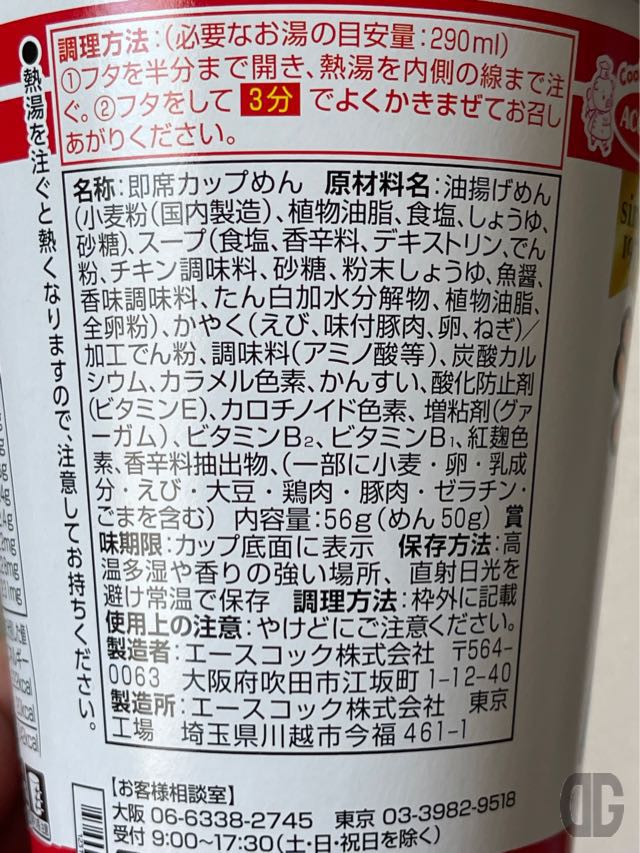 調理方法:(必要なお湯の目安量:290ml)
①フタを半分まで開き、熱湯を内側の線まで注
ぐ。②フタをして 3分 でよくかきまぜてお召し
あがりください。
●熱湯を注ぐと熱くなりますので、注意してお持ちください。
名称:即席カップめん 原材料名:油揚げめん
(小麦粉(国内製造)、植物油脂、食塩、しょうゆ、
砂糖)、スープ(食塩、香辛料、デキストリン、でん
粉、チキン調味料、砂糖、粉末しょうゆ、魚醤、
香味調味料、たん白加水分解物、植物油脂、
全卵粉)、かやく(えび、味付豚肉、卵、ねぎ)/
加工でん粉、調味料(アミノ酸等)、炭酸カル
シウム、カラメル色素、かんすい、酸化防止剤
(ビタミンE)、カロチノイド色素、増粘剤(グァ
ーガム)、ビタミンB₂、ビタミンB₁、紅麹色
素、香辛料抽出物、(一部に小麦・卵・乳成
分・えび・大豆・鶏肉・豚肉・ゼラチン・
ごまを含む) 内容量:56g(めん50g) 賞
味期限:カップ底面に表示 保存方法:高
温多湿や香りの強い場所、直射日光を
避け常温で保存 調理方法:枠外に記載
使用上の注意:やけどにご注意ください。
製造者:エースコック株式会社 〒564-
0063 大阪府吹田市江坂町1-12-40
製造所:エースコック株式会社 東京
工場 埼玉県川越市今福461-1
【お客様相談室】
大阪 06-6338-2745 東京 03-3982-9518
受付 9:00~17:30(土・日・祝日を除く)
DG